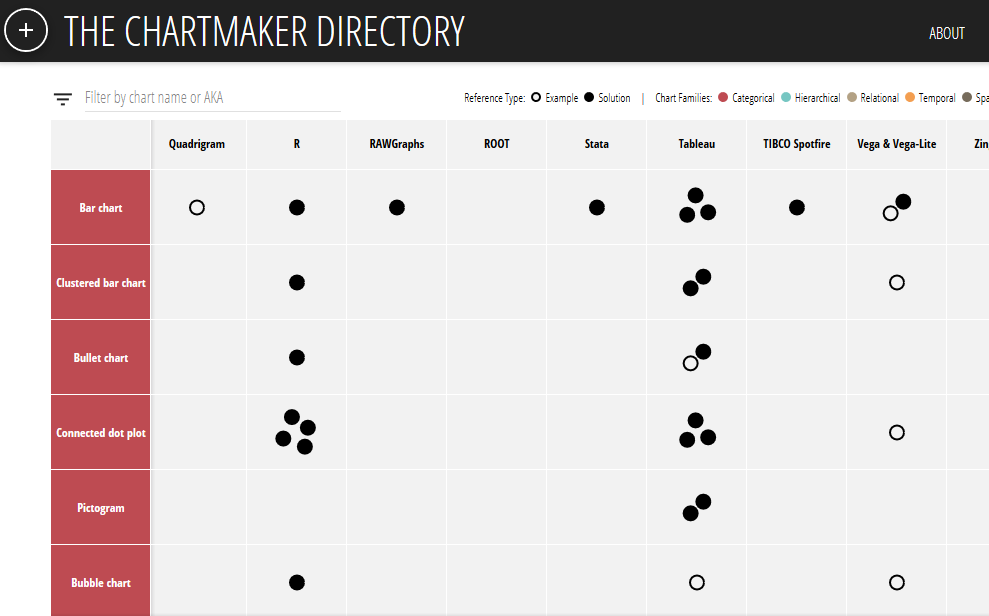 THE CHARTMAKER DIRECTORY
ABOUT
Filter by chart name or AKA
Reference Type: Example Solution | Chart Families: Categorical Hierarchical Relational Temporal Spa
Quadrigram R RAWGraphs ROOT Stata Tableau TIBCO Spotfire Vega & Vega-Lite Zin
Bar chart
Clustered bar chart
Bullet chart
Connected dot plot
Pictogram
Bubble chart